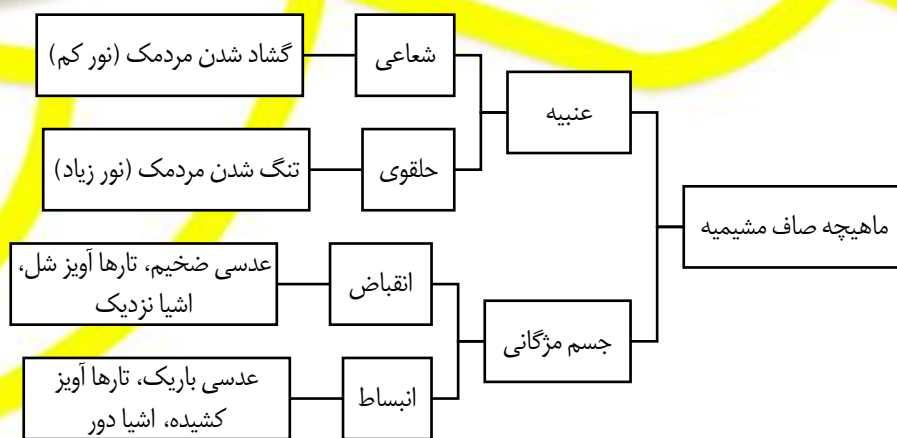 ماهیچه صاف مشیمیه
عنبیه
شعاعی
گشاد شدن مردمک (نور کم)
حلقوی
تنگ شدن مردمک (نور زیاد)
جسم مژگانی
انقباض
عدسی ضخیم، تارها آویز شل،
اشیا نزدیک
انبساط
عدسی باریک، تارها آویز
کشیده، اشیا دور